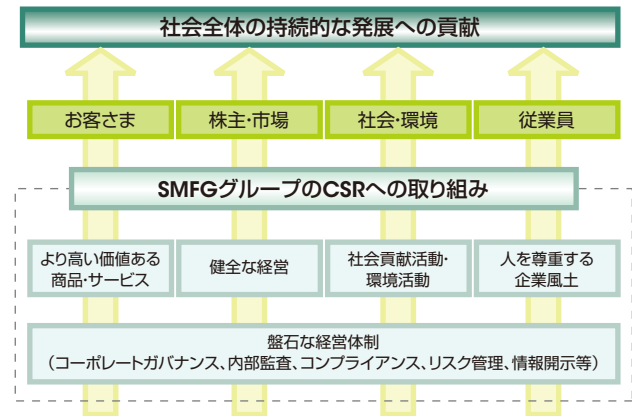 社会全体の持続的な発展への貢献
お客さま
株主・市場
社会・環境
従業員
SMFGグループのCSRへの取り組み
より高い価値ある
商品・サービス
健全な経営
社会貢献活動・
環境活動
人を尊重する
企業風土
盤石な経営体制
（コーポレートガバナンス、内部監査、コンプライアンス、リスク管理、情報開示等）